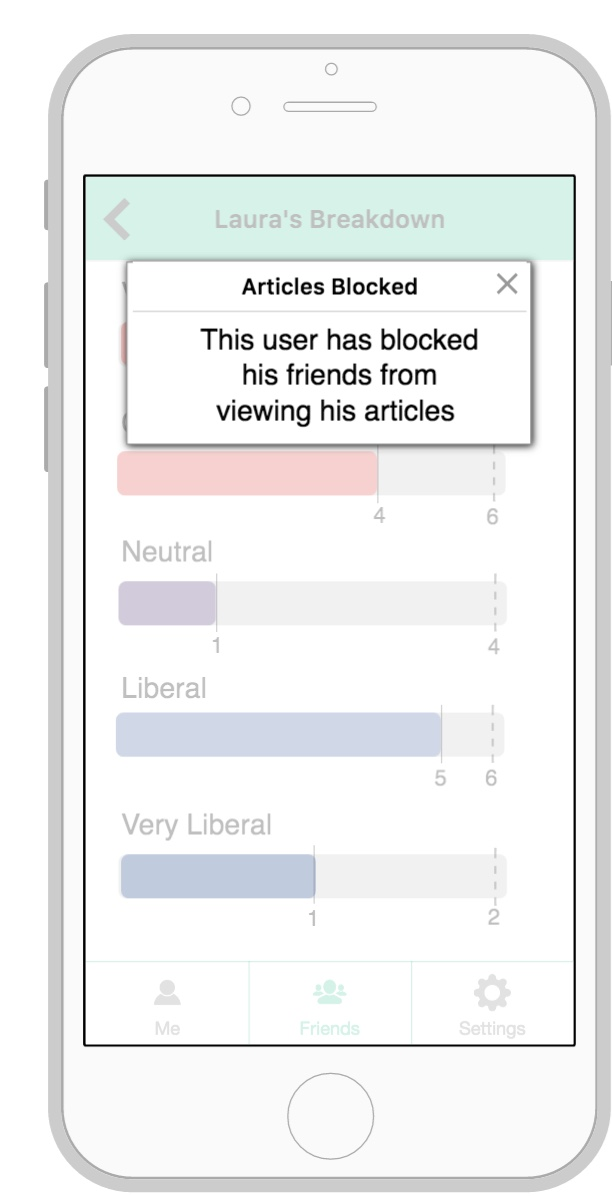 Laura's Breakdown
Articles Blocked
This user has blocked
his friends from
viewing his articles
4 6
Neutral
1 4
Liberal
5 6
Very Liberal
1 2
Me Friends Settings